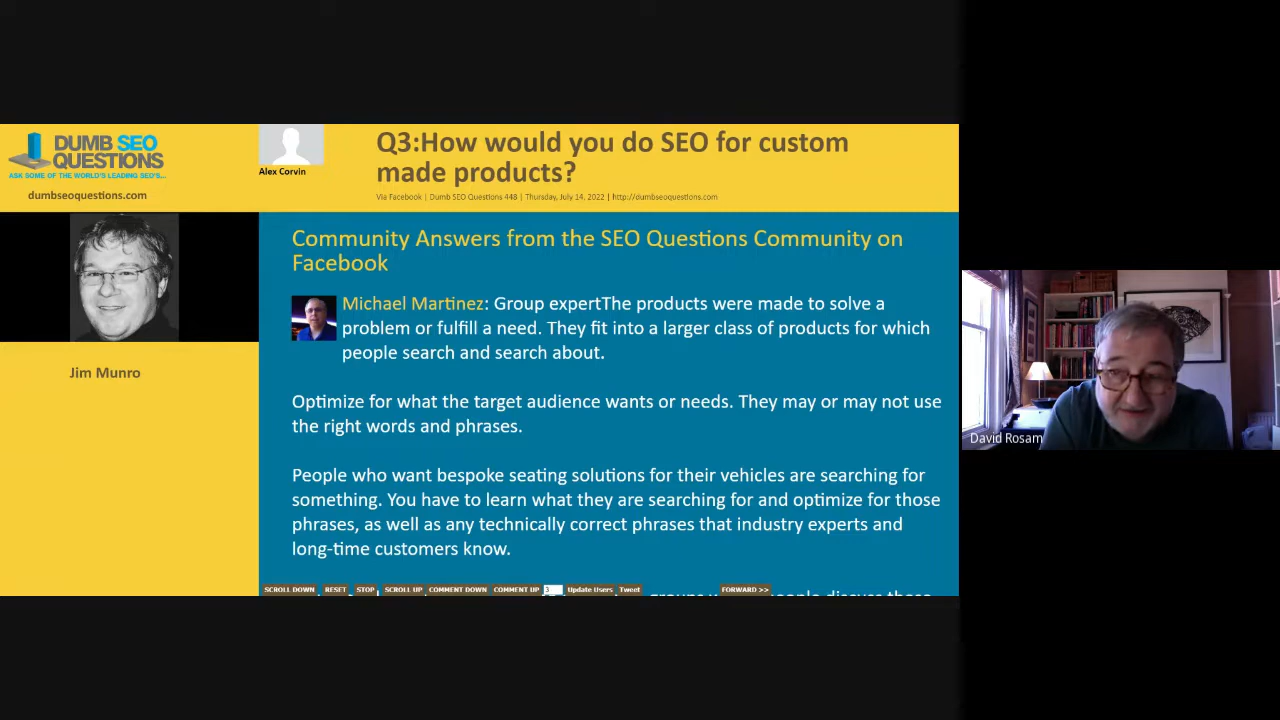 DUMB SEO
QUESTIONS
ASK SOME OF THE WORLD'S LEADING SEO'S...
dumbseoquestions.com
Alex Corvin
Q3:How would you do SEO for custom
made products?
Via Facebook | Dumb SEO Questions 448 | Thursday, July 14, 2022 | http://dumbseoquestions.com
Jim Munro
Community Answers from the SEO Questions Community on
Facebook
Michael Martinez: Group expertThe products were made to solve a
problem or fulfill a need. They fit into a larger class of products for which
people search and search about.
Optimize for what the target audience wants or needs. They may or may not use
the right words and phrases.
People who want bespoke seating solutions for their vehicles are searching for
something. You have to learn what they are searching for and optimize for those
phrases, as well as any technically correct phrases that industry experts and
long-time customers know.
SCROLL DOWN RESET STOP SCROLL UP COMMENT DOWN COMMENT UP 3 Update Users Tweet FORWARD >>
David Rosam